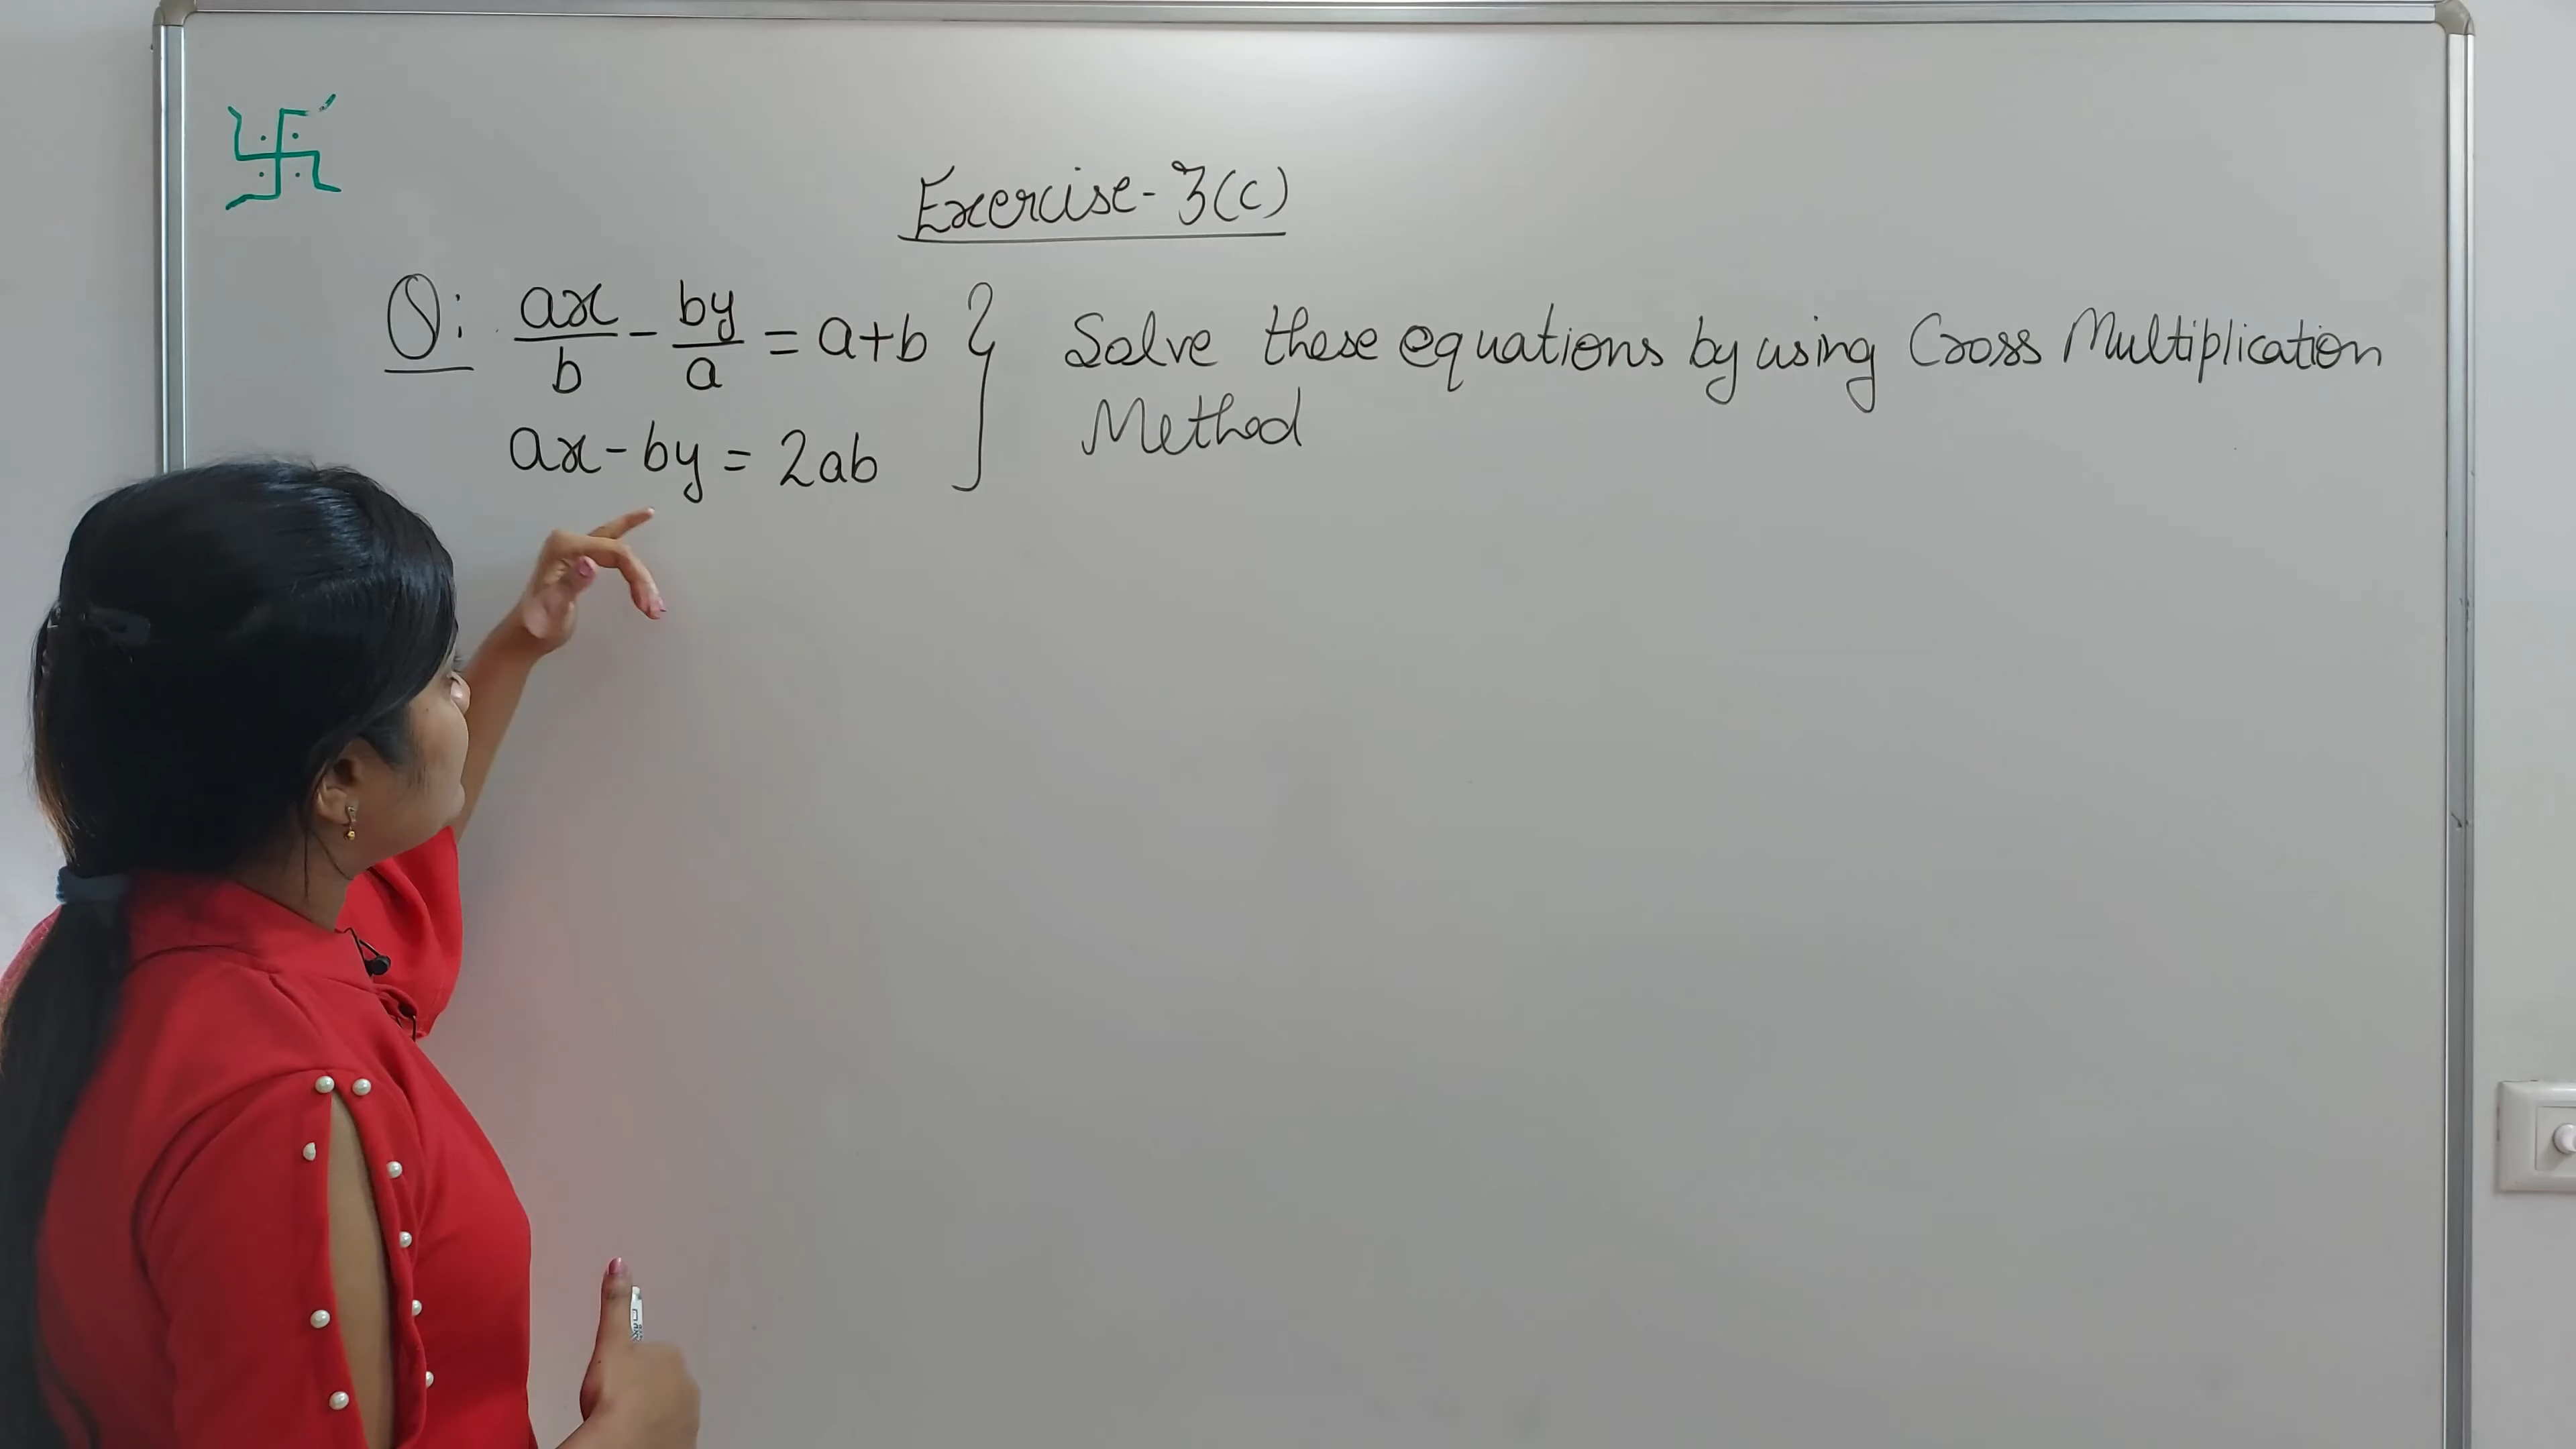 Exercise-3(c)
Q: ax/b - by/a = a+b } Solve these equations by using Cross Multiplication
ax-by = 2ab Method